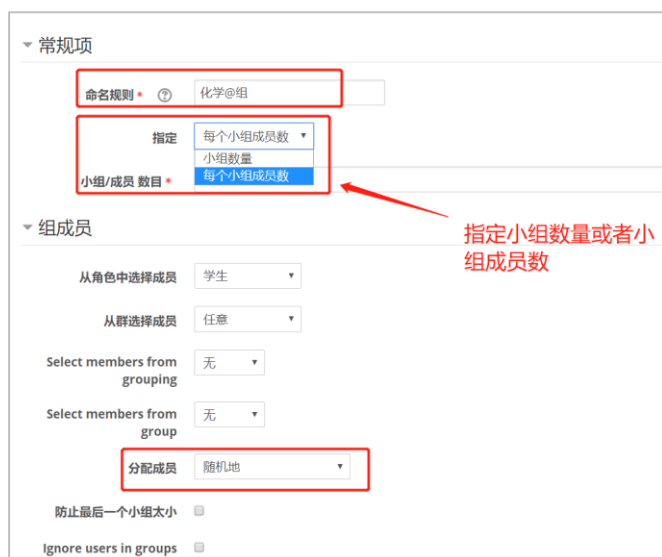 常规项
命名规则 * 化学@组
指定 每个小组成员数
小组数量
每个小组成员数
小组/成员 数目 *
指定小组数量或者小
组成员数
组成员
从角色中选择成员 学生
从群选择成员 任意
Select members from
grouping 无
Select members from
group 无
分配成员 随机地
防止最后一个小组太小
Ignore users in groups